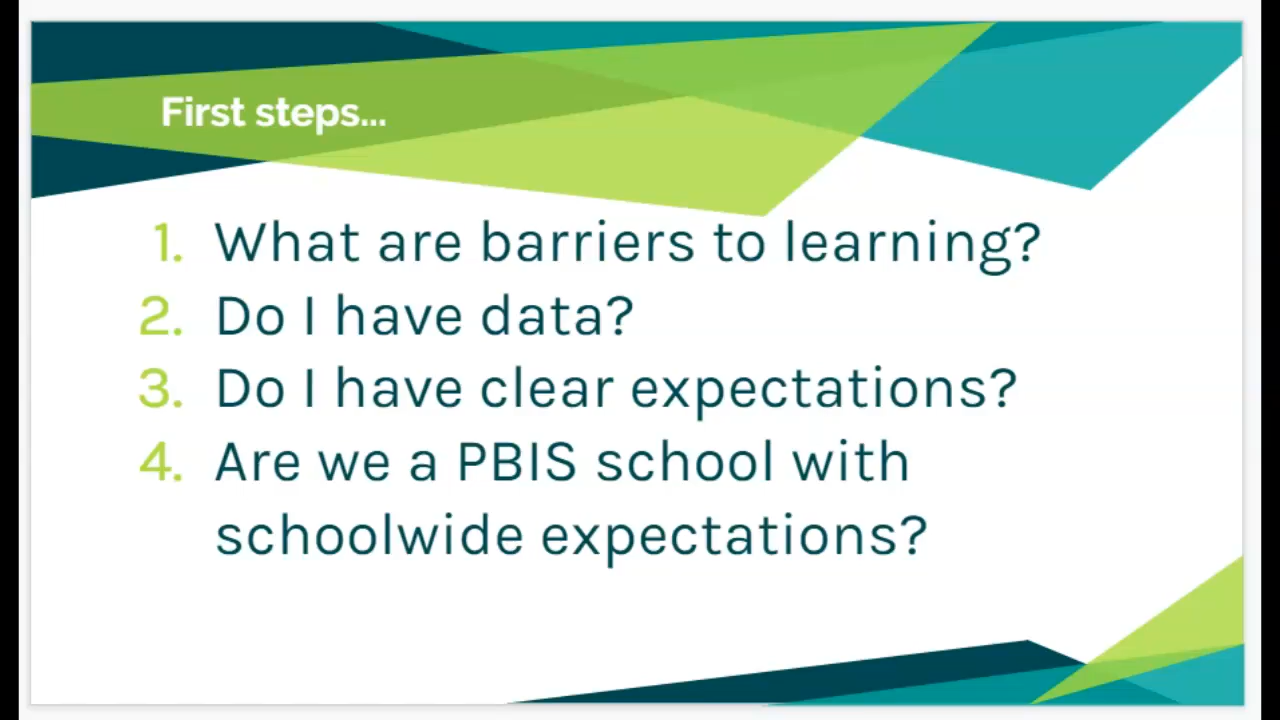 First steps...
1. What are barriers to learning?
2. Do I have data?
3. Do I have clear expectations?
4. Are we a PBIS school with
schoolwide expectations?